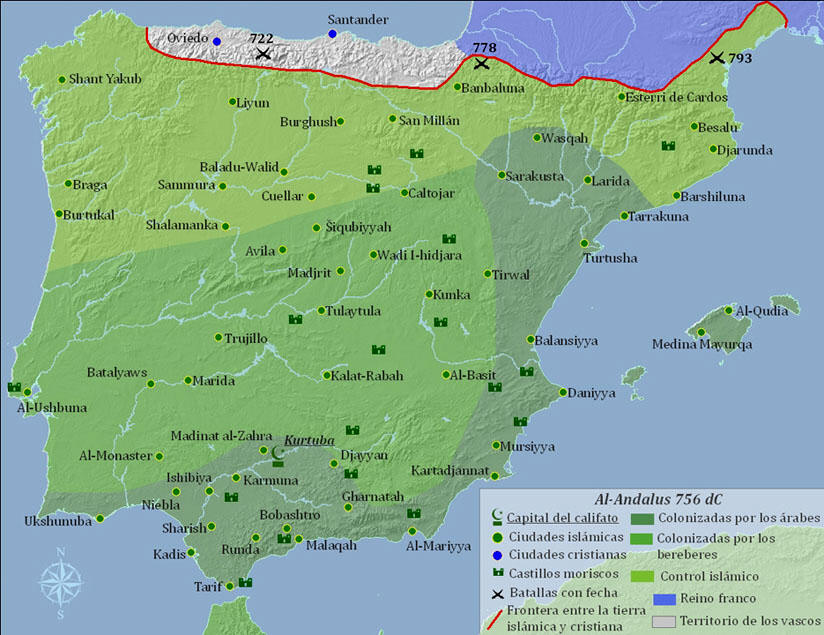 Santander
Oviedo
722
778
793
Shant Yakub
Banbaluna
Esterri de Cardos
Liyun
Burghush
San Millán
Besalu
Wasqah
Djarunda
Baladu-Walid
Sarakusta
Larida
Braga
Sammura
Cuellar
Caltojar
Barshiluna
Burtukal
Tarrakuna
Shalamanka
Šiqubiyyah
Avila
Wadi I-hidjara
Turtusha
Madjrit
Tirwal
Kunka
Al-Qudia
Tulaytula
Trujillo
Balansiyya
Medina Mayurqa
Batalyaws
Marida
Kalat-Rabah
Al-Basit
Daniyya
Al-Ushbuna
Madinat al-Zahra
Kurtuba
Mursiyya
Al-Monaster
Djayyan
Kartadjannat
Ishibiya
Karmuna
Niebla
Gharnatah
Ukshunuba
Sharish
Bobashtro
Kadis
Runda
Malaqah
Al-Mariyya
Tarif
N
W
E
S
Al-Andalus 756 dC
Capital del califato
Ciudades islámicas
Ciudades cristianas
Castillos moriscos
Batallas con fecha
Frontera entre la tierra
islámica y cristiana
Colonizadas por los árabes
Colonizadas por los
bereberes
Control islámico
Reino franco
Territorio de los vascos